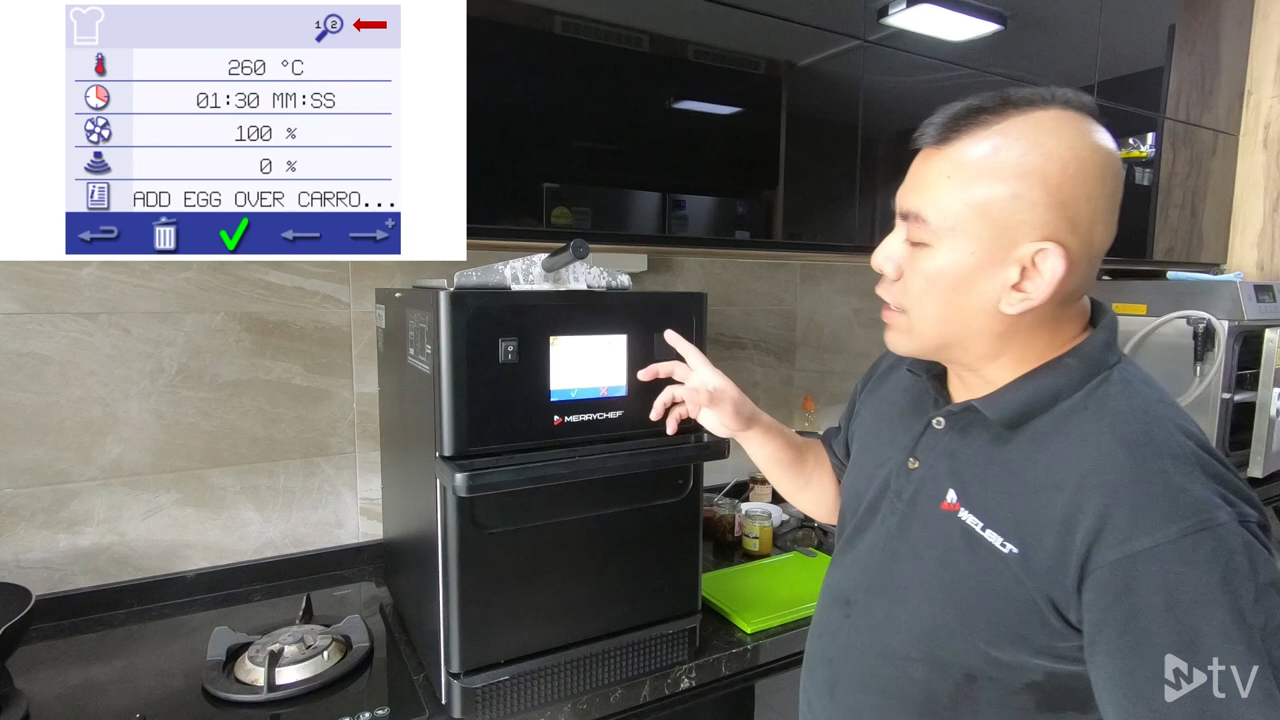 1 2
260 °C
01:30 MM:SS
100 %
0 %
ADD EGG OVER CARRO...
MERRYCHEF
WELBILT
tv